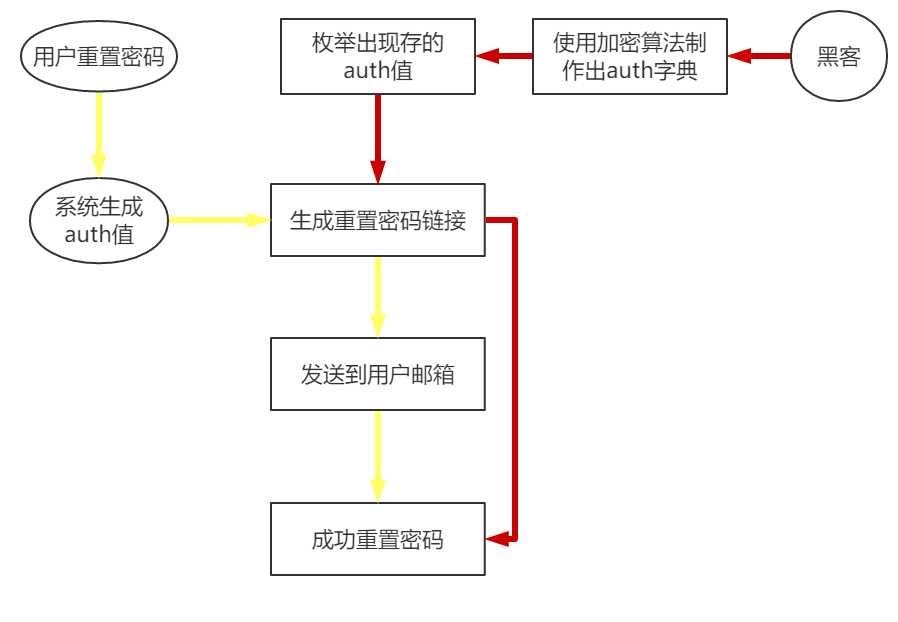 用户重置密码
枚举出现存的
auth值
使用加密算法制
作出auth字典
黑客
系统生成
auth值
生成重置密码链接
发送到用户邮箱
成功重置密码